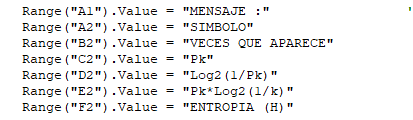 Range("A1").Value = "MENSAJE :"
Range("A2").Value = "SIMBOLO"
Range("B2").Value = "VECES QUE APARECE"
Range("C2").Value = "Pk"
Range("D2").Value = "Log2(1/Pk)"
Range("E2").Value = "Pk*Log2(1/k)"
Range("F2").Value = "ENTROPIA (H)"